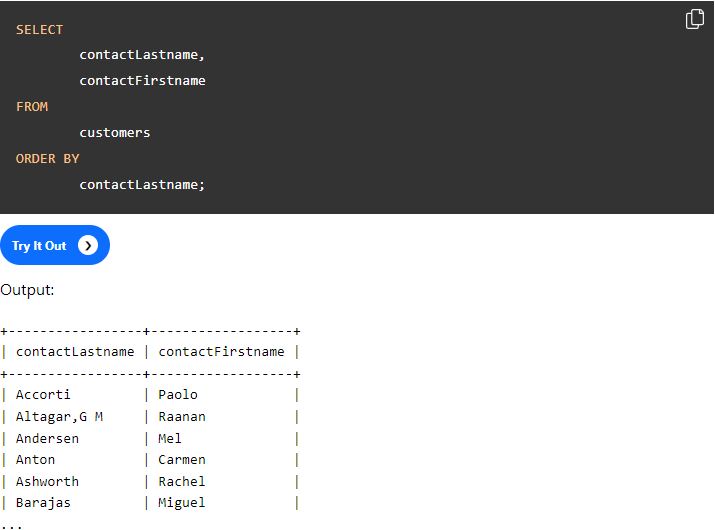 SELECT
contactLastname,
contactFirstname
FROM
customers
ORDER BY
contactLastname;
Try It Out
Output:
+-----------------+------------------+
| contactLastname | contactFirstname |
+-----------------+------------------+
| Accorti         | Paolo            |
| Altagar,G M     | Raanan           |
| Andersen        | Mel              |
| Anton           | Carmen           |
| Ashworth        | Rachel           |
| Barajas         | Miguel           |
...